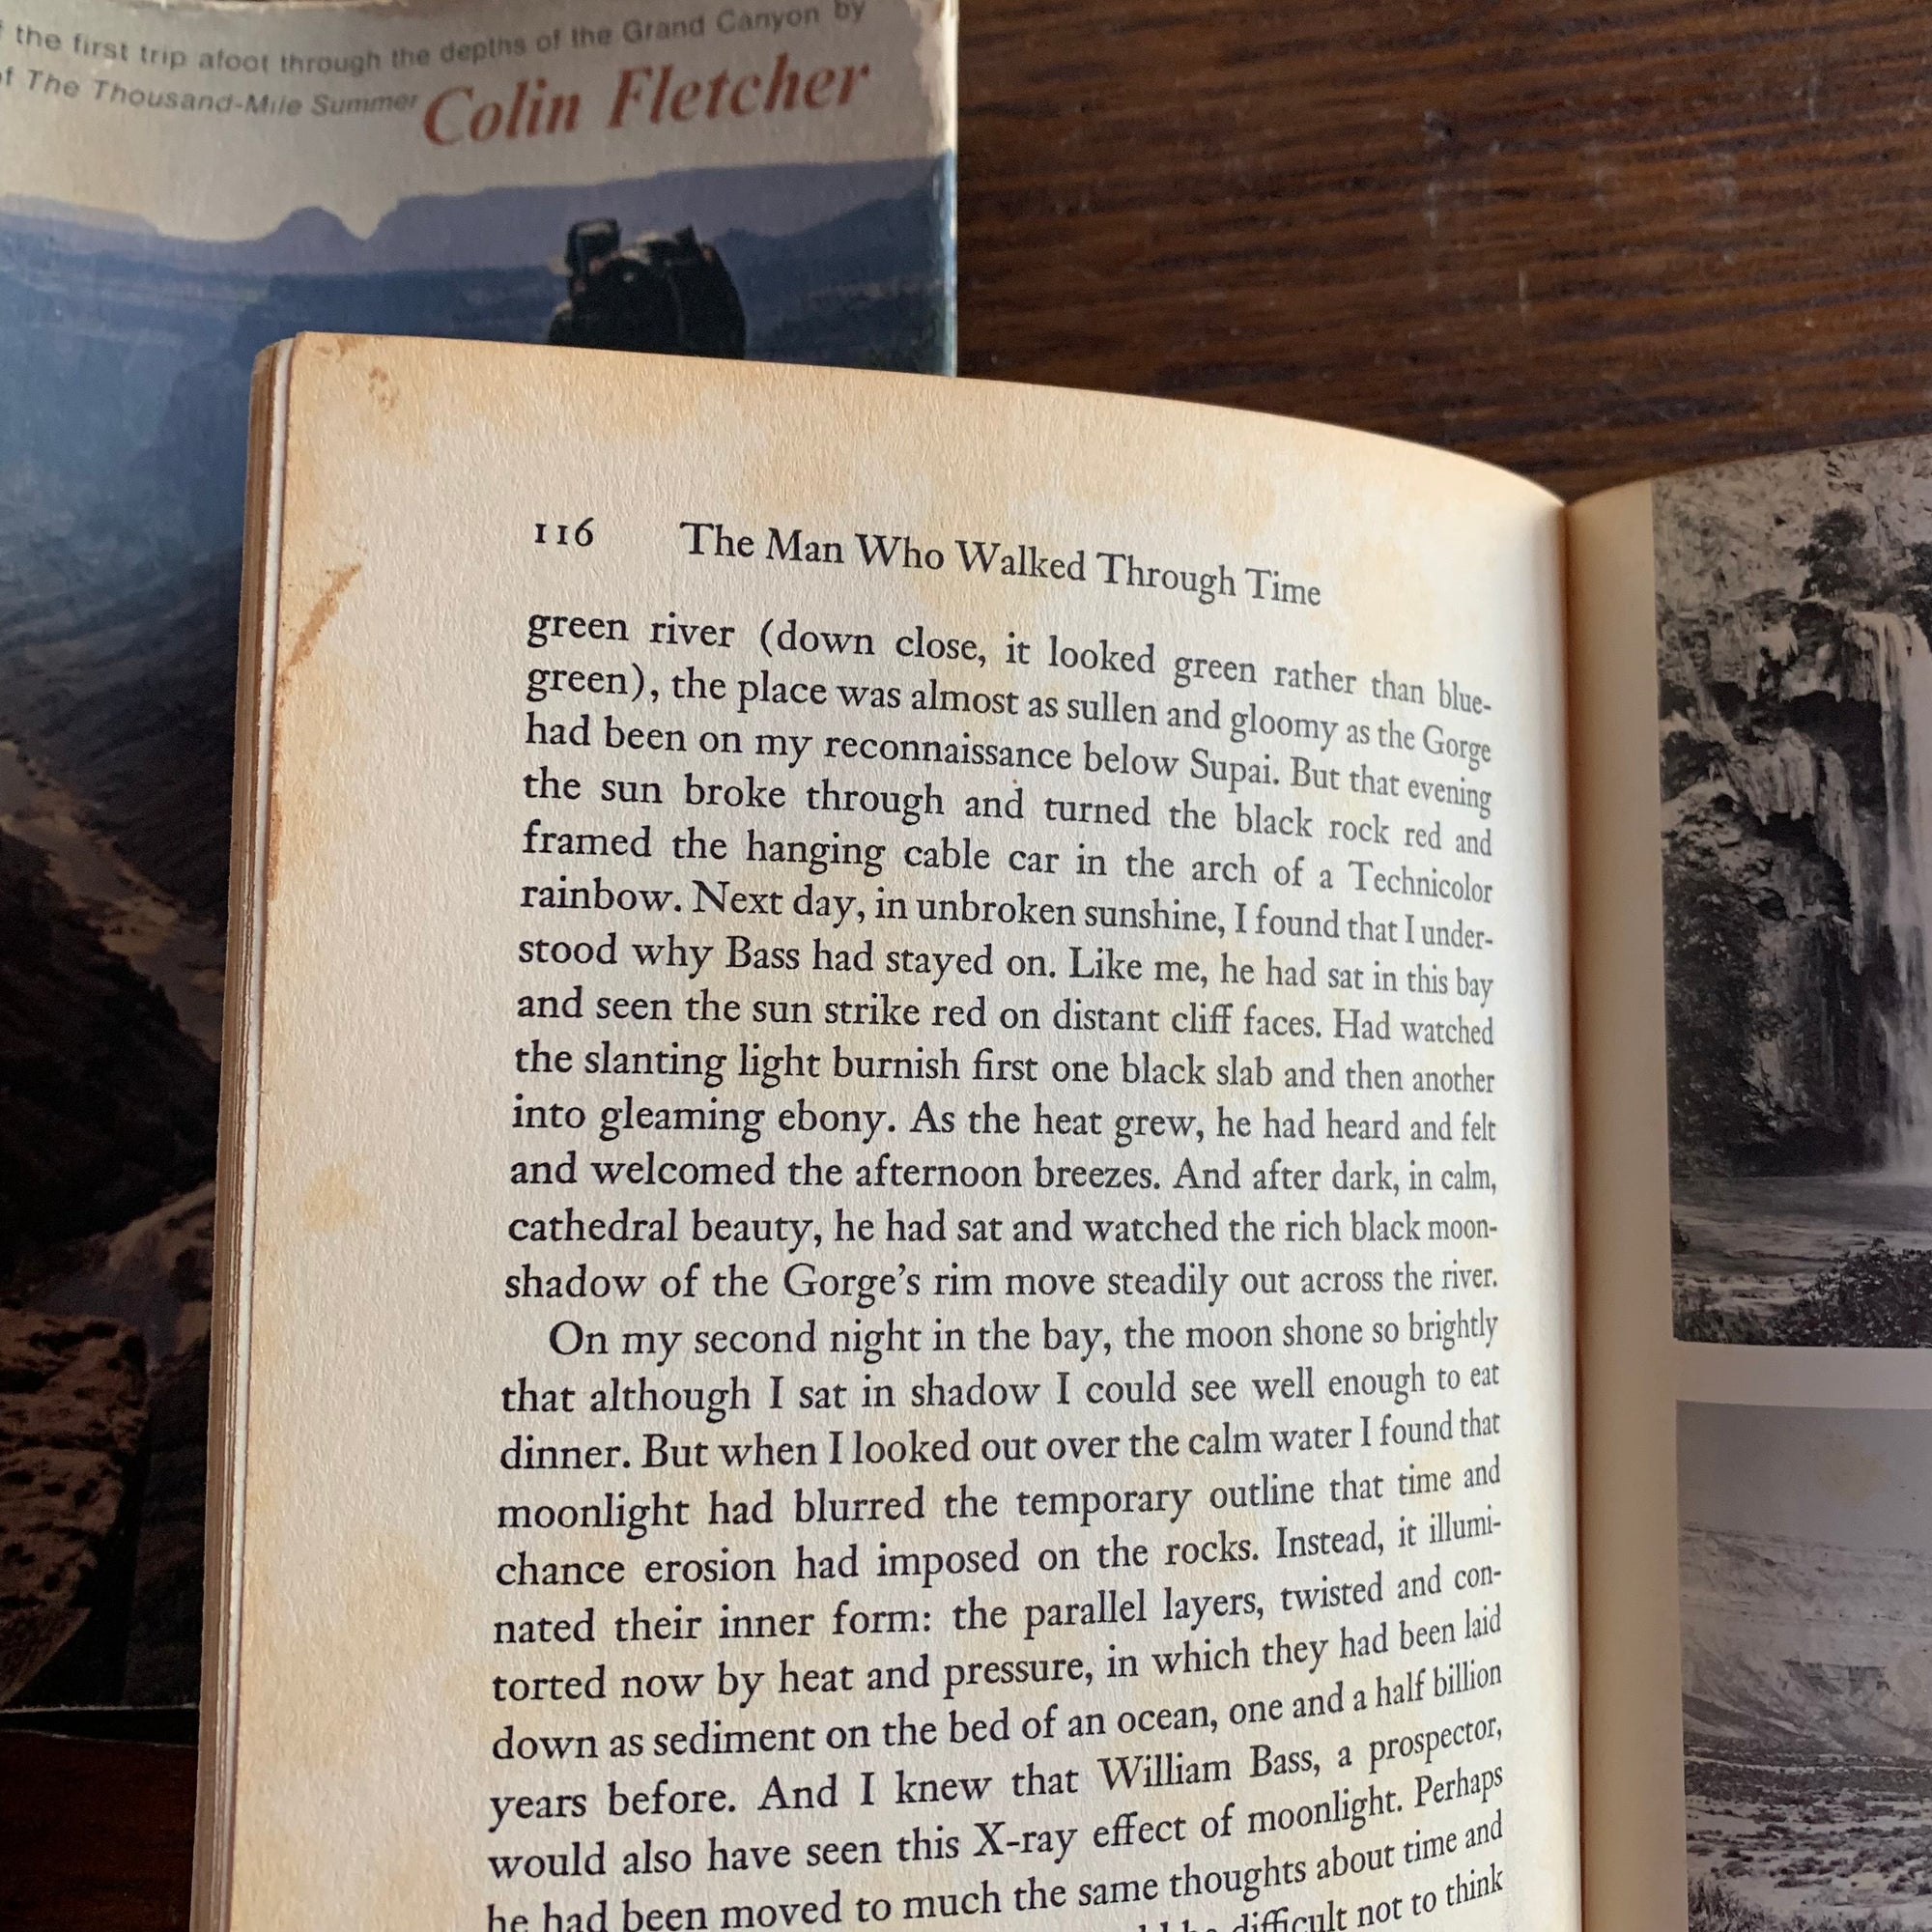 the first trip afoot through the depths of the Grand Canyon by
of The Thousand-Mile Summer Colin Fletcher
116 The Man Who Walked Through Time
green river (down close, it looked green rather than blue-
green), the place was almost as sullen and gloomy as the Gorge
had been on my reconnaissance below Supai. But that evening
the sun broke through and turned the black rock red and
framed the hanging cable car in the arch of a Technicolor
rainbow. Next day, in unbroken sunshine, I found that I under-
stood why Bass had stayed on. Like me, he had sat in this bay
and seen the sun strike red on distant cliff faces. Had watched
the slanting light burnish first one black slab and then another
into gleaming ebony. As the heat grew, he had heard and felt
and welcomed the afternoon breezes. And after dark, in calm,
cathedral beauty, he had sat and watched the rich black moon-
shadow of the Gorge's rim move steadily out across the river.
On my second night in the bay, the moon shone so brightly
that although I sat in shadow I could see well enough to eat
dinner. But when I looked out over the calm water I found that
moonlight had blurred the temporary outline that time and
chance erosion had imposed on the rocks. Instead, it illumi-
nated their inner form: the parallel layers, twisted and con-
torted now by heat and pressure, in which they had been laid
down as sediment on the bed of an ocean, one and a half billion
years before. And I knew that William Bass, a prospector,
would also have seen this X-ray effect of moonlight. Perhaps
he had been moved to much the same thoughts about time and
difficult not to think